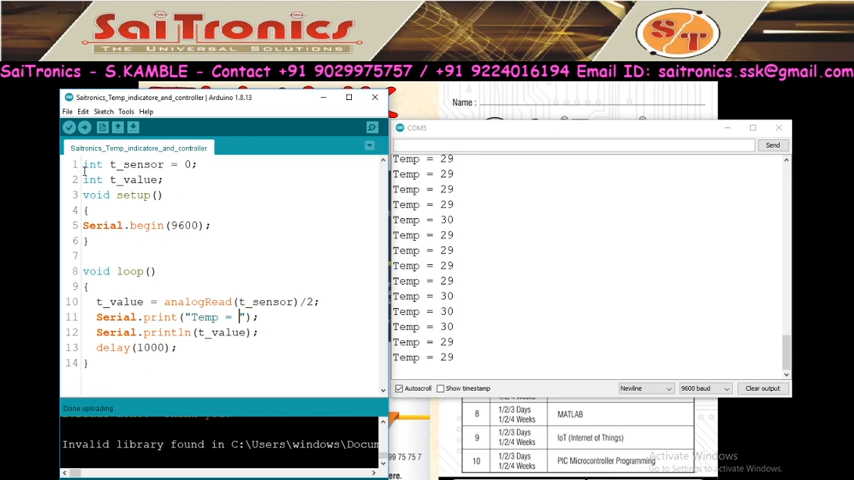 SaiTronics
THE UNIVERSAL SOLUTIONS
ST
SaiTronics - S.KAMBLE - Contact +91 9029975757 / +91 9224016194 Email ID: saitronics.ssk@gmail.com
Name :
Saitronics_Temp_indicatore_and_controller | Arduino 1.8.13
File Edit Sketch Tools Help
Saitronics_Temp_indicatore_and_controller
1 int t_sensor = 0;
2 int t_value;
3 void setup()
4 {
5 Serial.begin(9600);
6 }
7
8 void loop()
9 {
10 t_value = analogRead(t_sensor)/2;
11 Serial.print("Temp = ");
12 Serial.println(t_value);
13 delay(1000);
14 }
Done uploading.
Invalid library found in C:\Users\windows\Docum
COM5
Send
Temp = 29
Temp = 29
Temp = 29
Temp = 29
Temp = 30
Temp = 29
Temp = 29
Temp = 29
Temp = 29
Temp = 30
Temp = 30
Temp = 30
Temp = 29
Temp = 29
Autoscroll Show timestamp Newline 9600 baud Clear output
8 1/2/3 Days 1/2/4 Weeks MATLAB
9 1/2/3 Days 1/2/4 Weeks IoT (Internet of Things)
10 1/2/3 Days 1/2/4 Weeks PIC Microcontroller Programming
99 75 75 7
ere.
Activate Windows
Go to Settings to activate Windows.